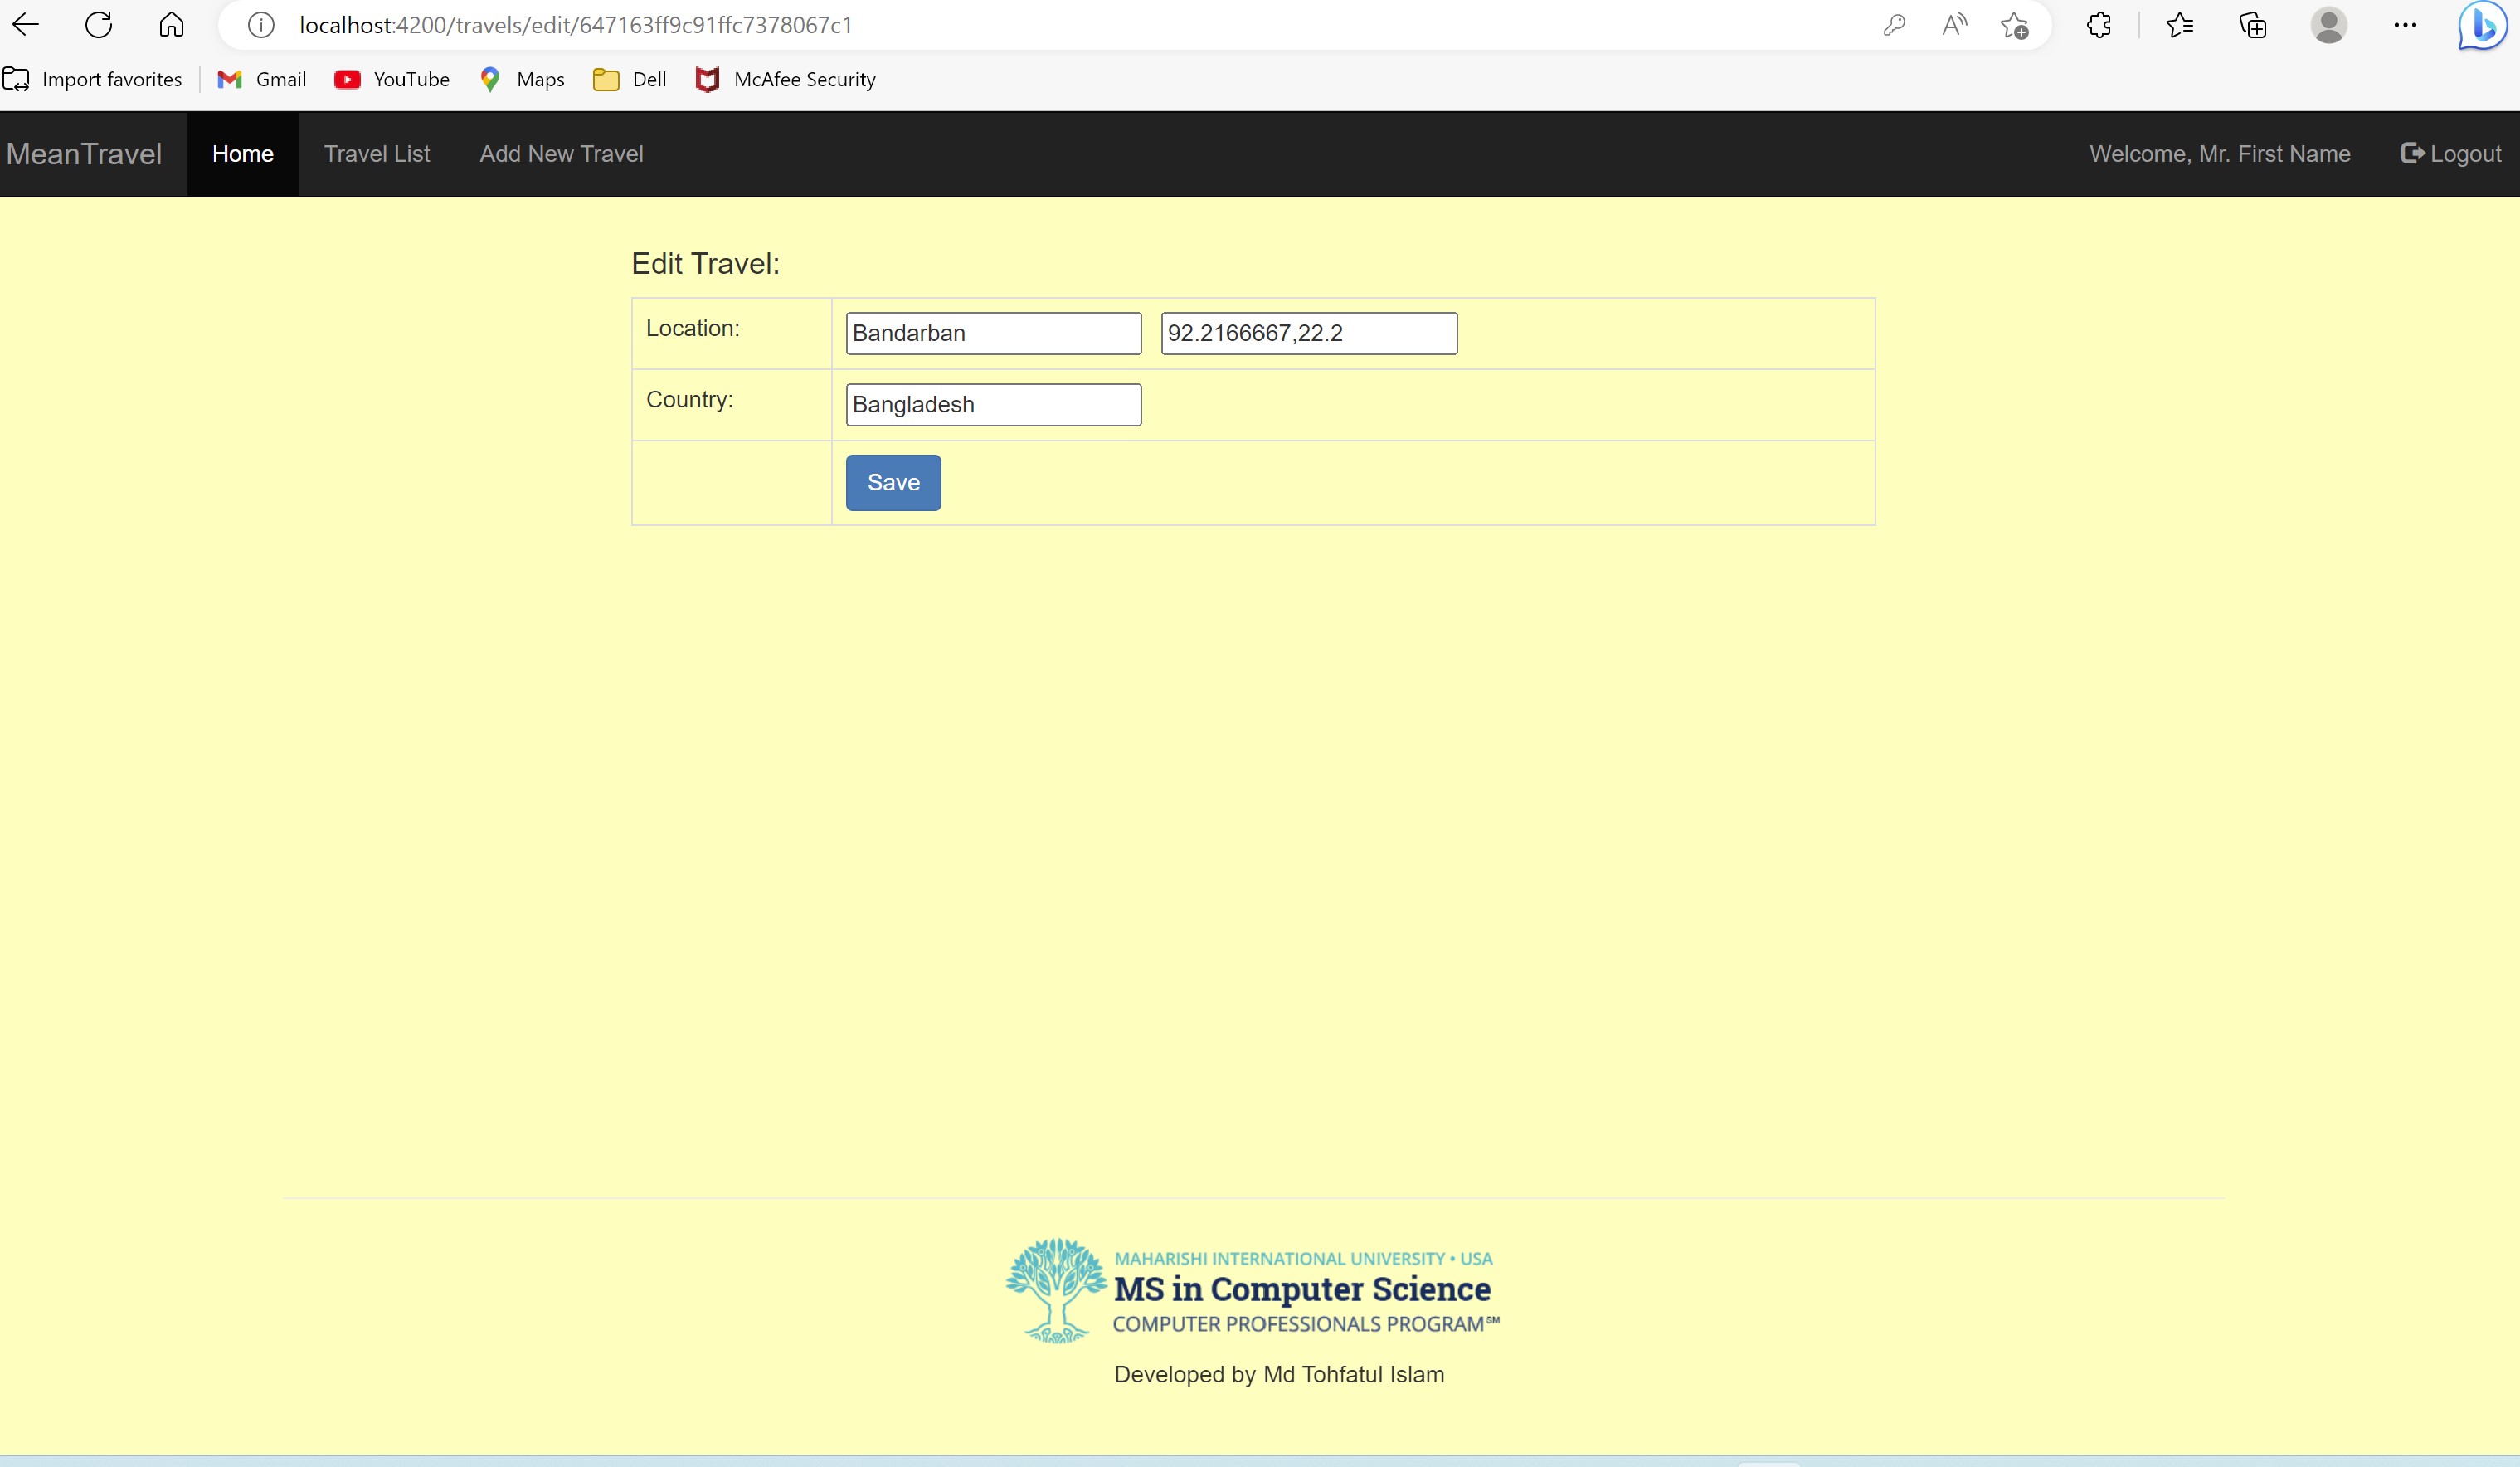 localhost:4200/travels/edit/647163ff9c91ffc7378067c1
Import favorites Gmail YouTube Maps Dell McAfee Security
MeanTravel Home Travel List Add New Travel Welcome, Mr. First Name Logout
Edit Travel:
Location: Bandarban 92.2166667,22.2
Country: Bangladesh
Save
MAHARISHI INTERNATIONAL UNIVERSITY • USA
MS in Computer Science
COMPUTER PROFESSIONALS PROGRAM℠
Developed by Md Tohfatul Islam